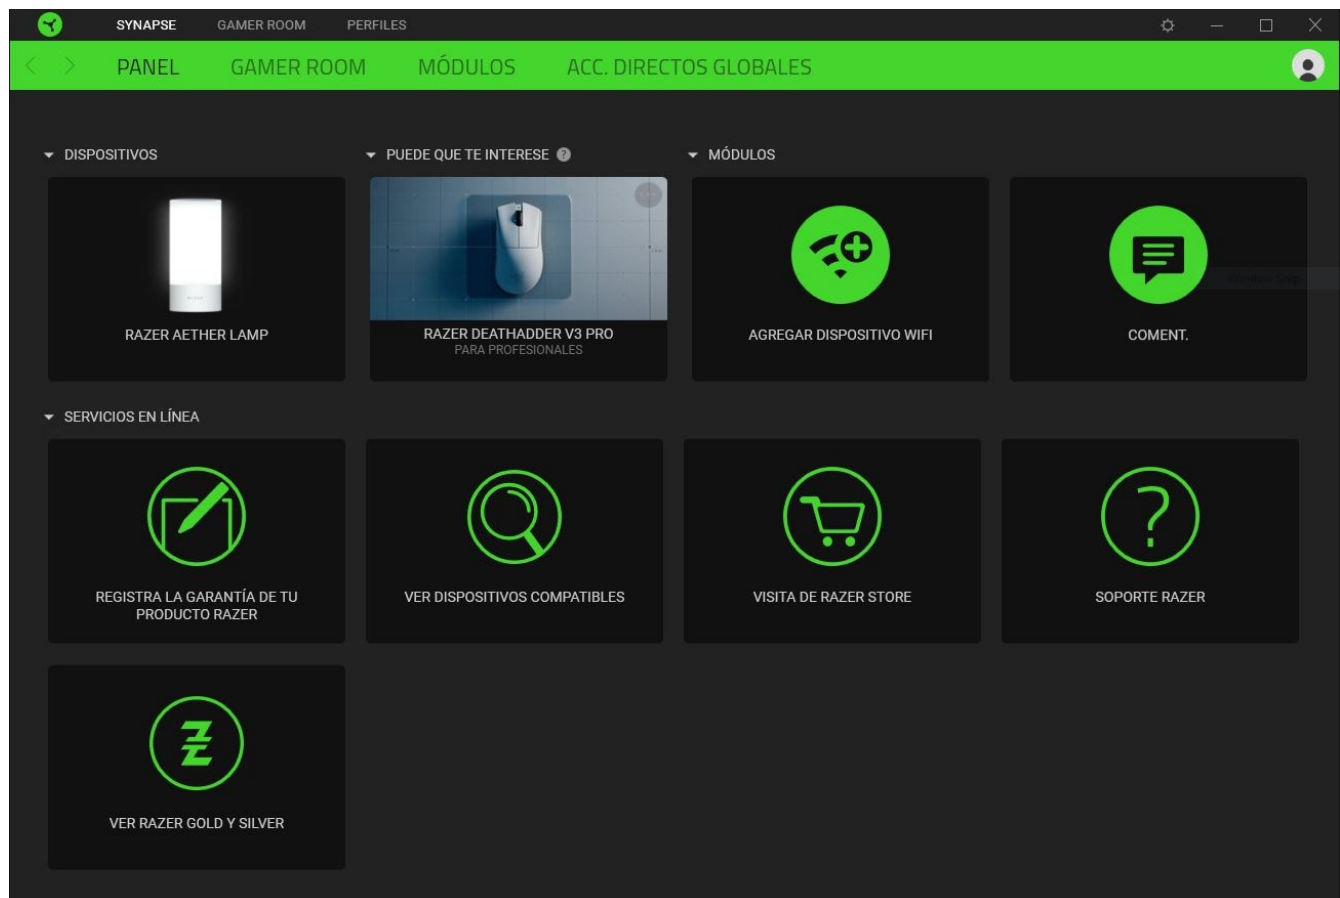 SYNAPSE GAMER ROOM PERFILES
PANEL GAMER ROOM MÓDULOS ACC. DIRECTOS GLOBALES
DISPOSITIVOS
PUEDE QUE TE INTERESE ?
MÓDULOS
RAZER AETHER LAMP
RAZER DEATHADDER V3 PRO
PARA PROFESIONALES
AGREGAR DISPOSITIVO WIFI
COMENT.
SERVICIOS EN LÍNEA
REGISTRA LA GARANTÍA DE TU
PRODUCTO RAZER
VER DISPOSITIVOS COMPATIBLES
VISITA DE RAZER STORE
SOPORTE RAZER
VER RAZER GOLD Y SILVER